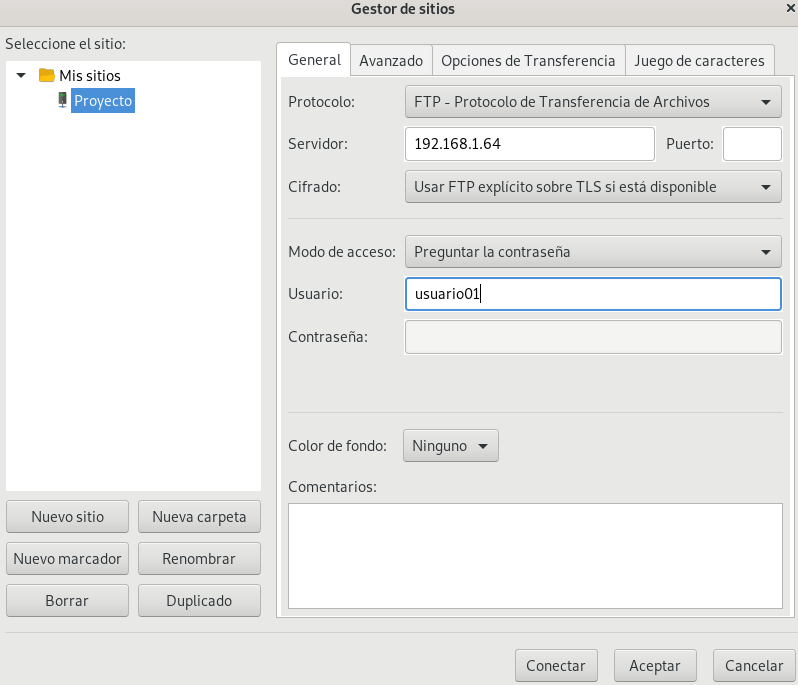 Gestor de sitios
Seleccione el sitio:
Mis sitios
Proyecto
Nuevo sitio Nueva carpeta
Nuevo marcador Renombrar
Borrar Duplicado
General Avanzado Opciones de Transferencia Juego de caracteres
Protocolo: FTP - Protocolo de Transferencia de Archivos
Servidor: 192.168.1.64 Puerto:
Cifrado: Usar FTP explícito sobre TLS si está disponible
Modo de acceso: Preguntar la contraseña
Usuario: usuario01
Contraseña:
Color de fondo: Ninguno
Comentarios:
Conectar Aceptar Cancelar